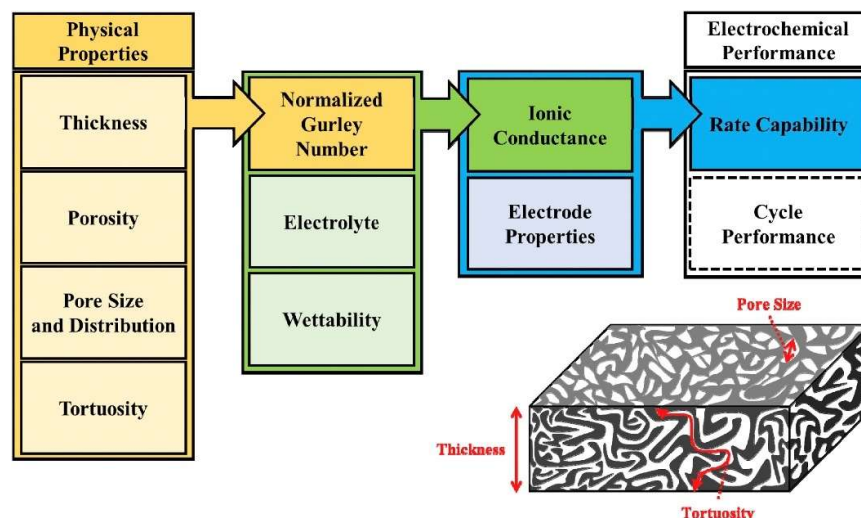 Physical
Properties
Thickness
Porosity
Pore Size
and Distribution
Tortuosity
Normalized
Gurley
Number
Electrolyte
Wettability
Ionic
Conductance
Electrode
Properties
Electrochemical
Performance
Rate Capability
Cycle
Performance
Pore Size
Thickness
Tortuosity